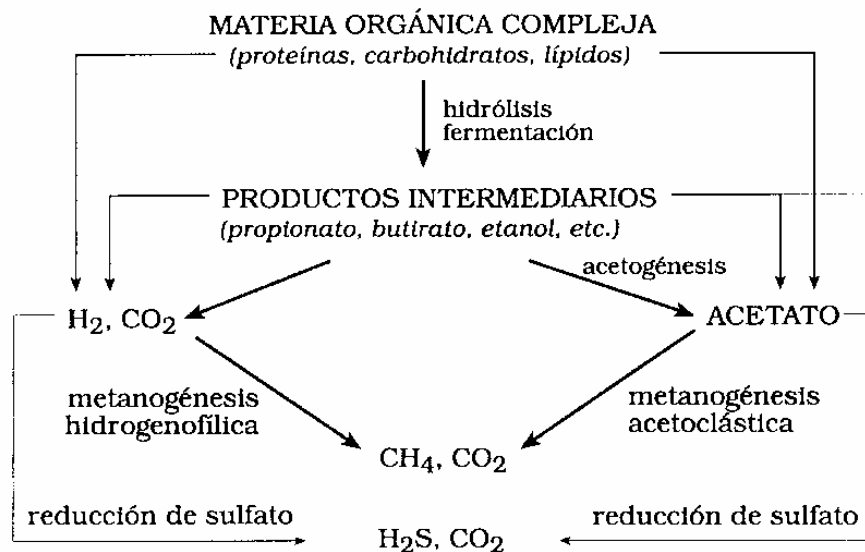 MATERIA ORGÁNICA COMPLEJA
(proteínas, carbohidratos, lípidos)
hidrólisis
fermentación
PRODUCTOS INTERMEDIARIOS
(propionato, butirato, etanol, etc.)
acetogénesis
H₂, CO₂
ACETATO
metanogénesis
hidrogenofílica
metanogénesis
acetoclástica
CH₄, CO₂
reducción de sulfato
reducción de sulfato
H₂S, CO₂